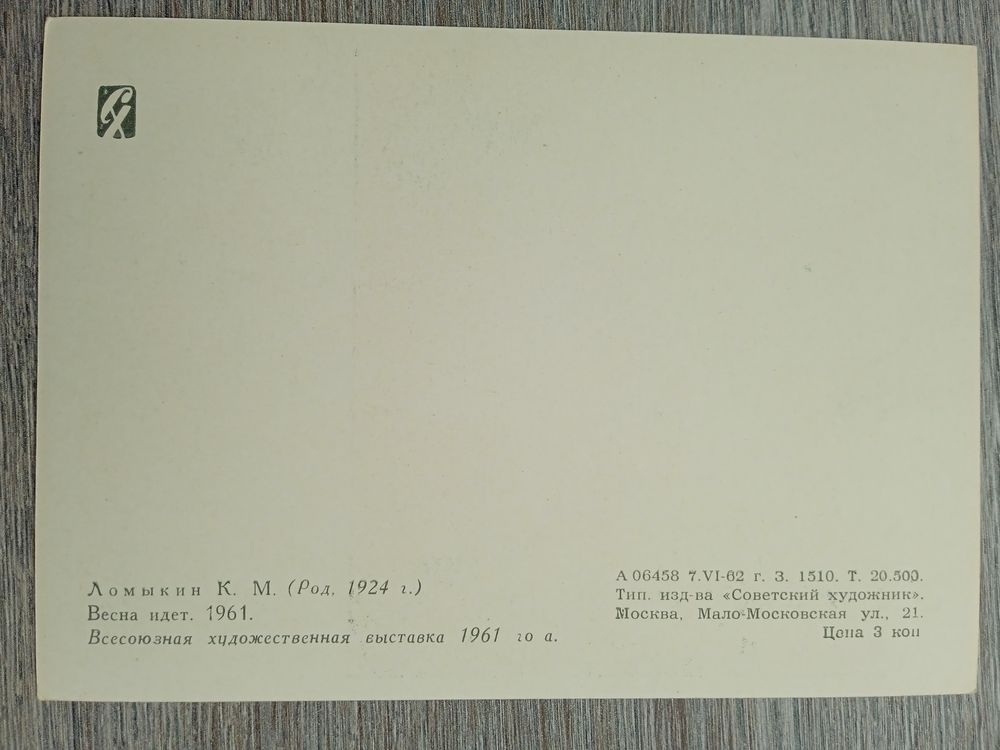 СХ
Ломыкин К. М. (Род. 1924 г.)
Весна идет. 1961.
Всесоюзная художественная выставка 1961 го а.
А 06458 7.VI-62 г. З. 1510. Т. 20.500.
Тип. изд-ва «Советский художник».
Москва, Мало-Московская ул., 21.
Цена 3 коп